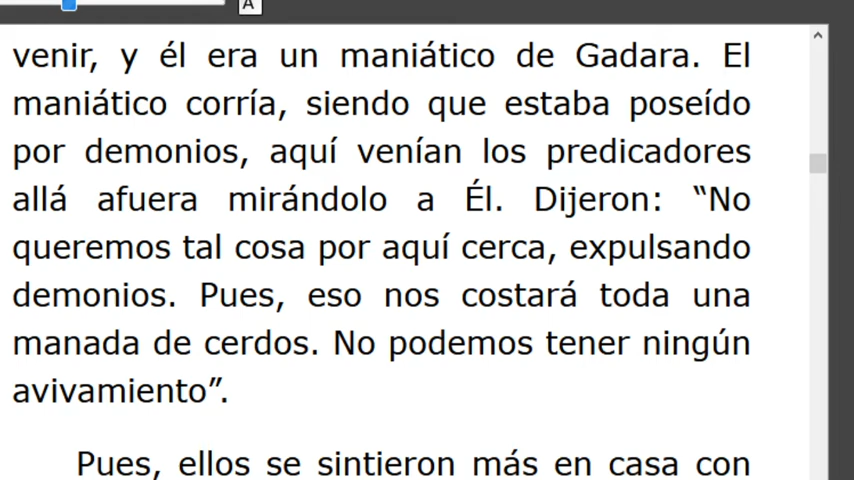 A
venir, y él era un maniático de Gadara. El
maniático corría, siendo que estaba poseído
por demonios, aquí venían los predicadores
allá afuera mirándolo a Él. Dijeron: “No
queremos tal cosa por aquí cerca, expulsando
demonios. Pues, eso nos costará toda una
manada de cerdos. No podemos tener ningún
avivamiento”.
Pues, ellos se sintieron más en casa con